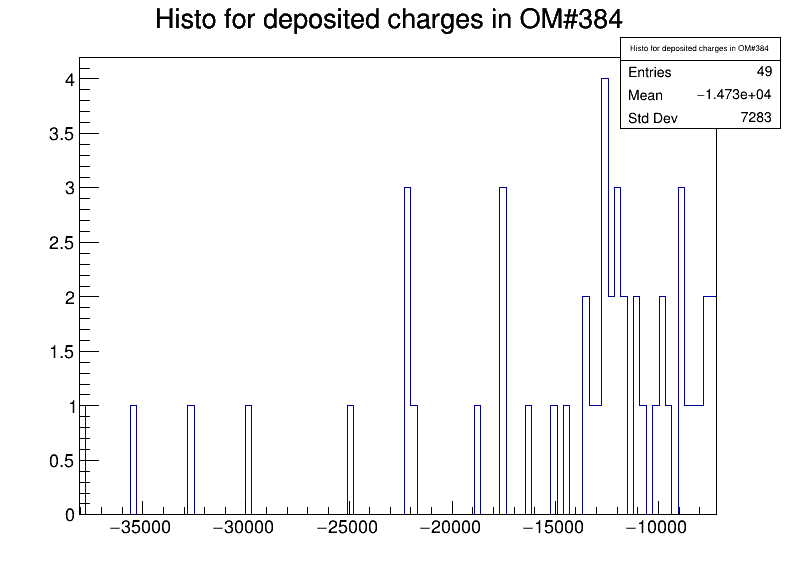 Histo for deposited charges in OM#384
Histo for deposited charges in OM#384
Entries 49
Mean −1.473e+04
Std Dev 7283
4
3.5
3
2.5
2
1.5
1
0.5
0
−35000 −30000 −25000 −20000 −15000 −10000